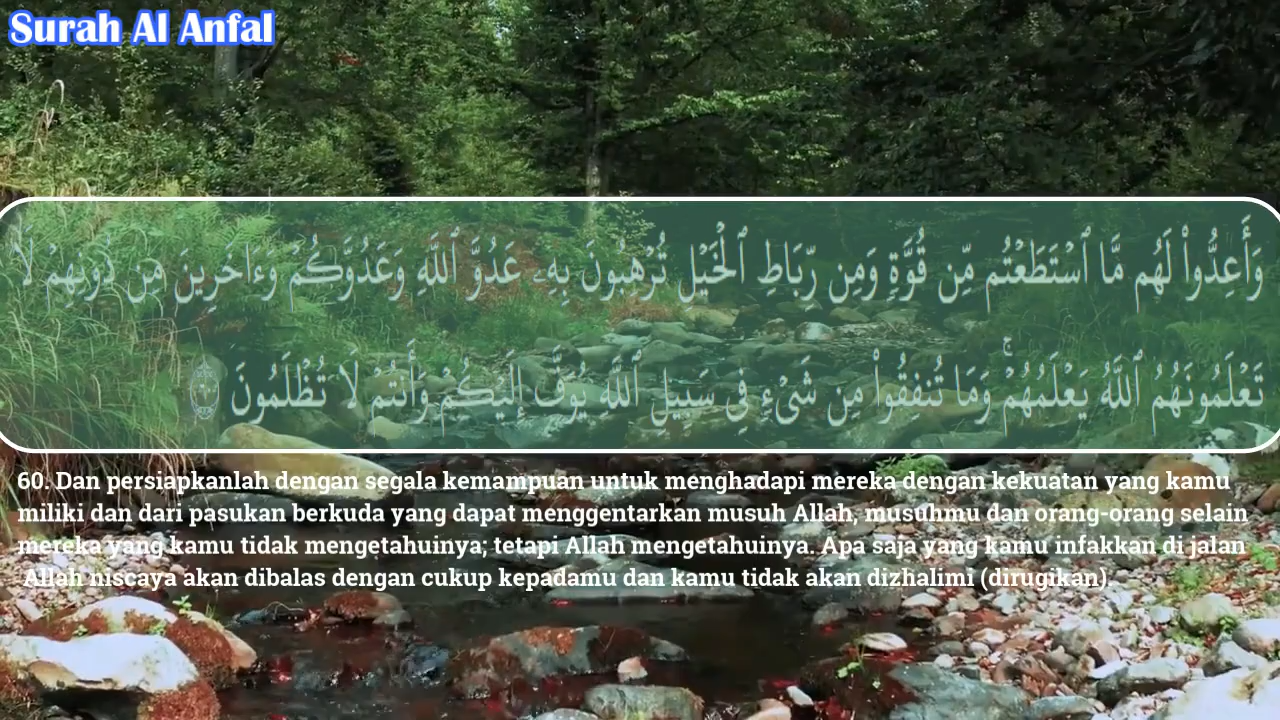 Surah Al Anfal
وَأَعِدُّوا۟ لَهُم مَّا ٱسْتَطَعْتُم مِّن قُوَّةٍ وَمِن رِّبَاطِ ٱلْخَيْلِ تُرْهِبُونَ بِهِۦ عَدُوَّ ٱللَّهِ وَعَدُوَّكُمْ وَءَاخَرِينَ مِن دُونِهِمْ لَا
تَعْلَمُونَهُمُ ٱللَّهُ يَعْلَمُهُمْ ۚ وَمَا تُنفِقُوا۟ مِن شَىْءٍ فِى سَبِيلِ ٱللَّهِ يُوَفَّ إِلَيْكُمْ وَأَنتُمْ لَا تُظْلَمُونَ
60. Dan persiapkanlah dengan segala kemampuan untuk menghadapi mereka dengan kekuatan yang kamu
miliki dan dari pasukan berkuda yang dapat menggentarkan musuh Allah, musuhmu dan orang-orang selain
mereka yang kamu tidak mengetahuinya; tetapi Allah mengetahuinya. Apa saja yang kamu infakkan di jalan
Allah niscaya akan dibalas dengan cukup kepadamu dan kamu tidak akan dizhalimi (dirugikan).